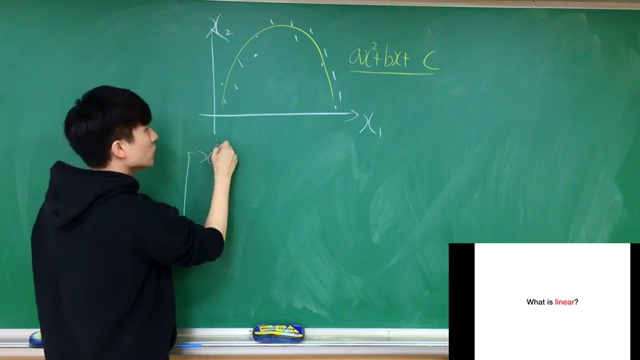 x₂
ax²+bx+ c
x₁
x
What is linear?